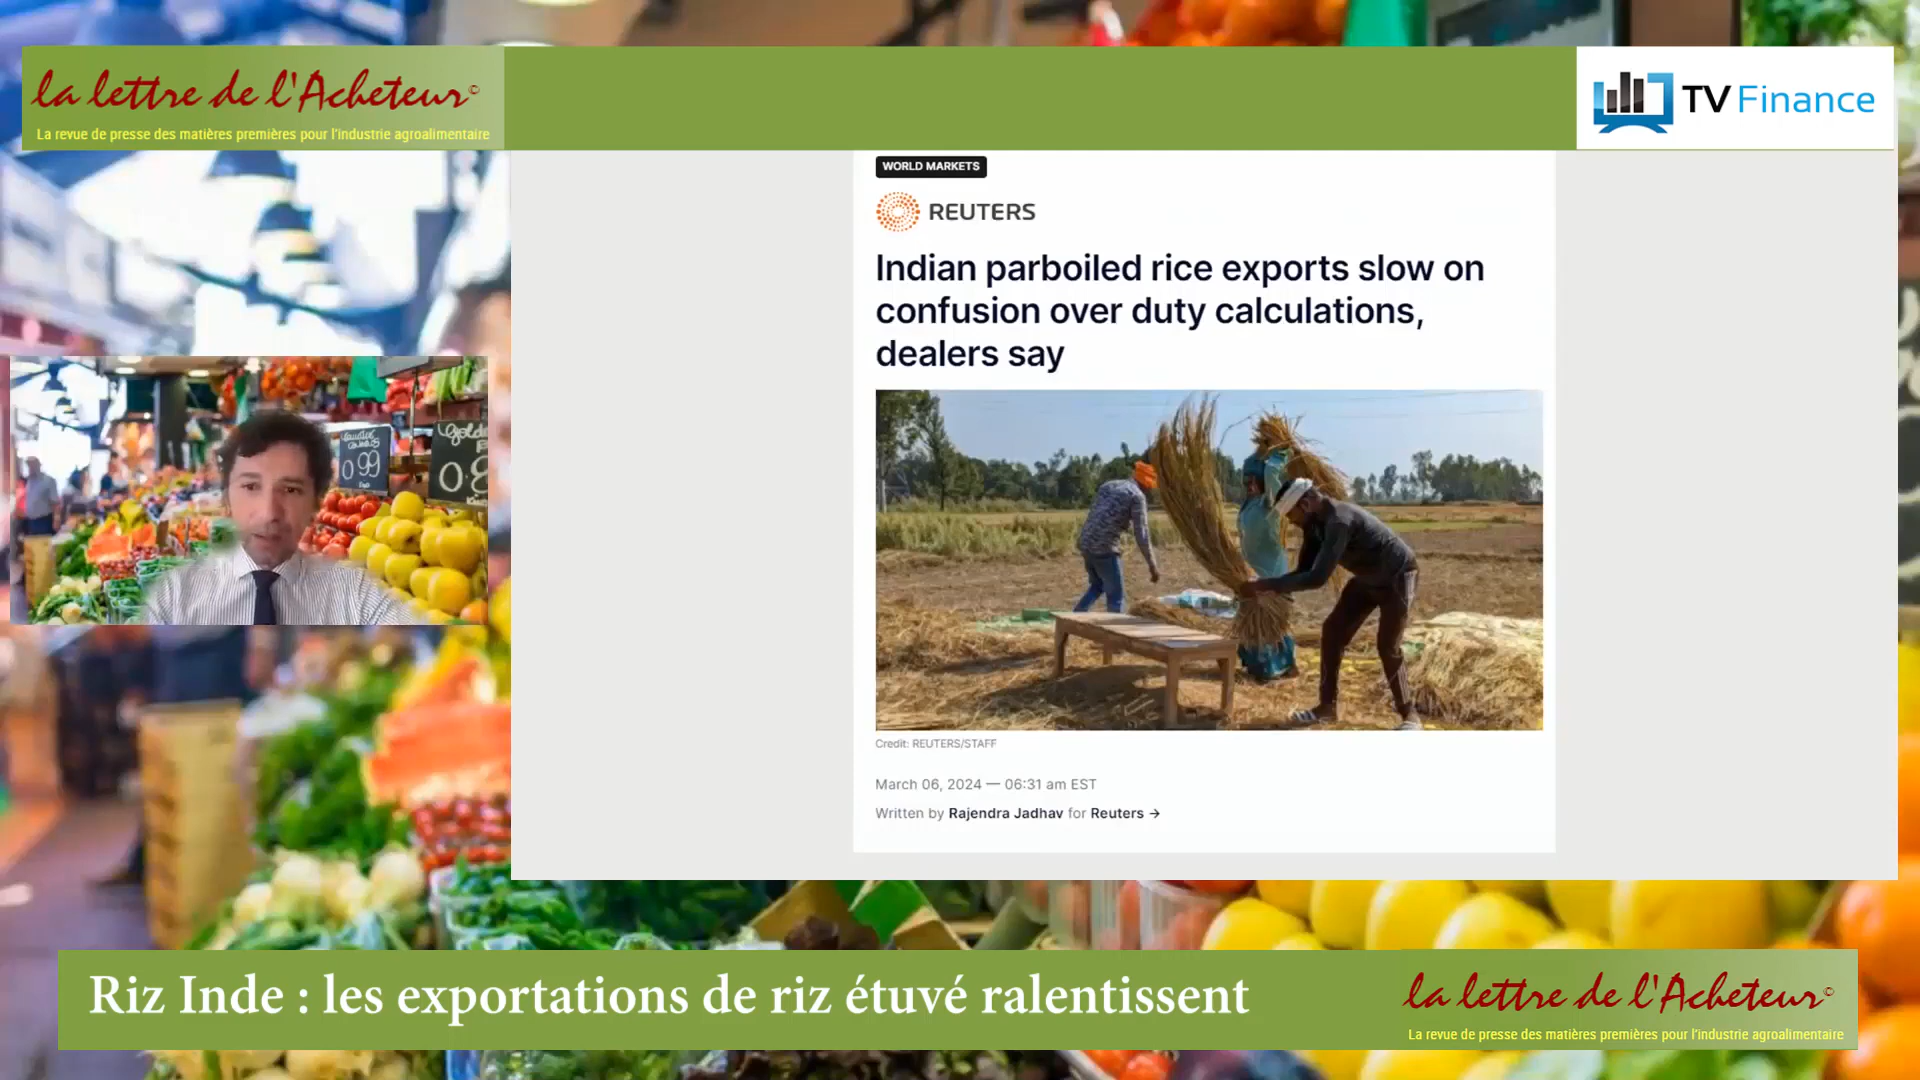 la lettre de l'Acheteur©
La revue de presse des matières premières pour l'industrie agroalimentaire
TV Finance
WORLD MARKETS
REUTERS
Indian parboiled rice exports slow on
confusion over duty calculations,
dealers say
0.99
Golde
Credit: REUTERS/STAFF
March 06, 2024 — 06:31 am EST
Written by Rajendra Jadhav for Reuters →
Riz Inde : les exportations de riz étuvé ralentissent
la lettre de l'Acheteur©
La revue de presse des matières premières pour l'industrie agroalimentaire